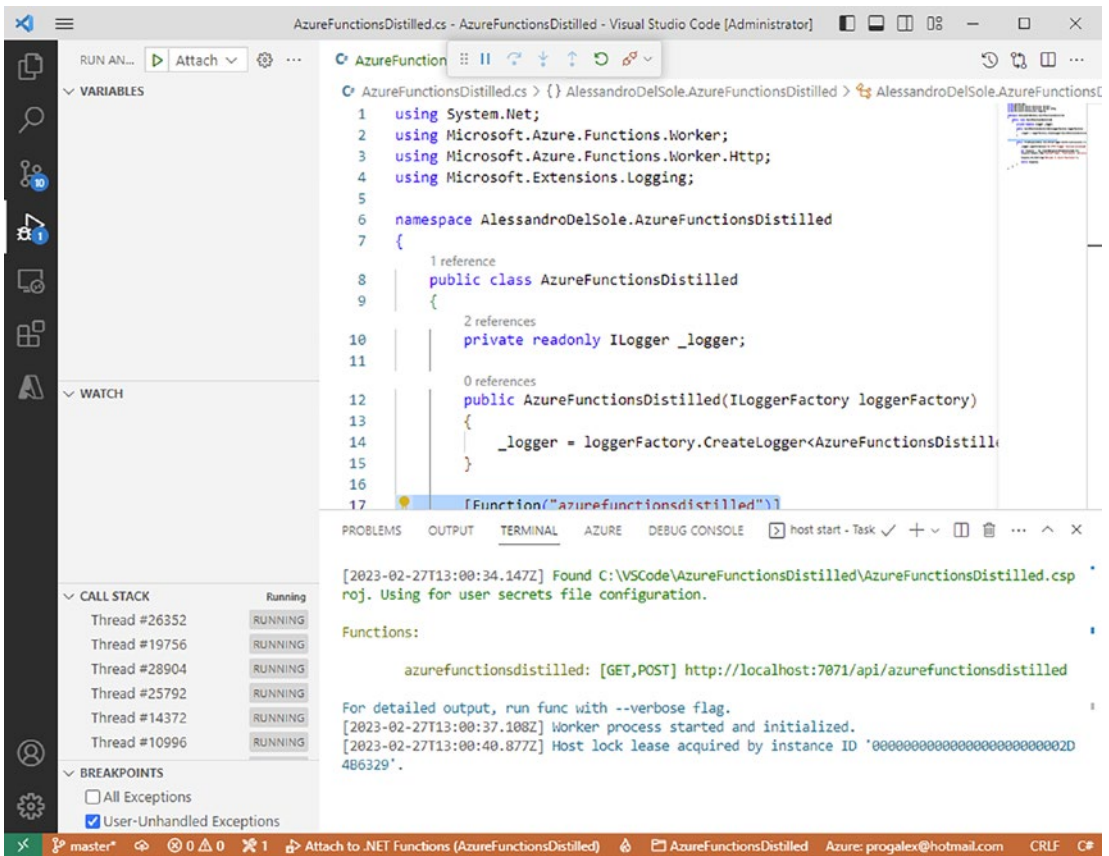 AzureFunctionsDistilled.cs - AzureFunctionsDistilled - Visual Studio Code [Administrator]
RUN AN... Attach
VARIABLES
WATCH
CALL STACK Running
Thread #26352 RUNNING
Thread #19756 RUNNING
Thread #28904 RUNNING
Thread #25792 RUNNING
Thread #14372 RUNNING
Thread #10996 RUNNING
BREAKPOINTS
All Exceptions
User-Unhandled Exceptions
10
1
C# AzureFunction
C# AzureFunctionsDistilled.cs > {} AlessandroDelSole.AzureFunctionsDistilled > AlessandroDelSole.AzureFunctionsD
1 using System.Net;
2 using Microsoft.Azure.Functions.Worker;
3 using Microsoft.Azure.Functions.Worker.Http;
4 using Microsoft.Extensions.Logging;
5
6 namespace AlessandroDelSole.AzureFunctionsDistilled
7 {
1 reference
8 public class AzureFunctionsDistilled
9 {
2 references
10 private readonly ILogger _logger;
11
0 references
12 public AzureFunctionsDistilled(ILoggerFactory loggerFactory)
13 {
14 _logger = loggerFactory.CreateLogger<AzureFunctionsDistill
15 }
16
17 [Function("azurefunctionsdistilled")]
PROBLEMS OUTPUT TERMINAL AZURE DEBUG CONSOLE host start - Task
[2023-02-27T13:00:34.147Z] Found C:\VSCode\AzureFunctionsDistilled\AzureFunctionsDistilled.csp
roj. Using for user secrets file configuration.
Functions:
azurefunctionsdistilled: [GET,POST] http://localhost:7071/api/azurefunctionsdistilled
For detailed output, run func with --verbose flag.
[2023-02-27T13:00:37.108Z] Worker process started and initialized.
[2023-02-27T13:00:40.877Z] Host lock lease acquired by instance ID '0000000000000000000000002D
4B6329'.
master* 0 0 1 Attach to .NET Functions (AzureFunctionsDistilled) AzureFunctionsDistilled Azure: progalex@hotmail.com CRLF C#